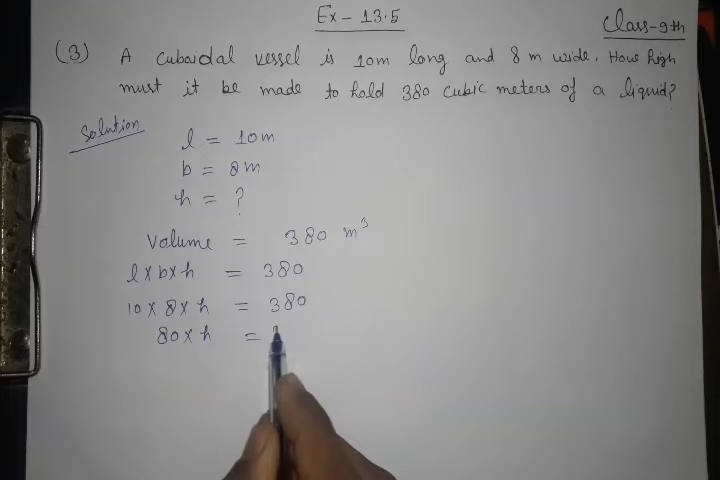 Ex - 13.5
Class-9th
(3) A cuboidal vessel is 10m long and 8 m wide. How high
must it be made to hold 380 cubic meters of a liquid?
Solution
l = 10m
b = 8m
h = ?
Volume = 380 m³
l x b x h = 380
10 x 8 x h = 380
80 x h =